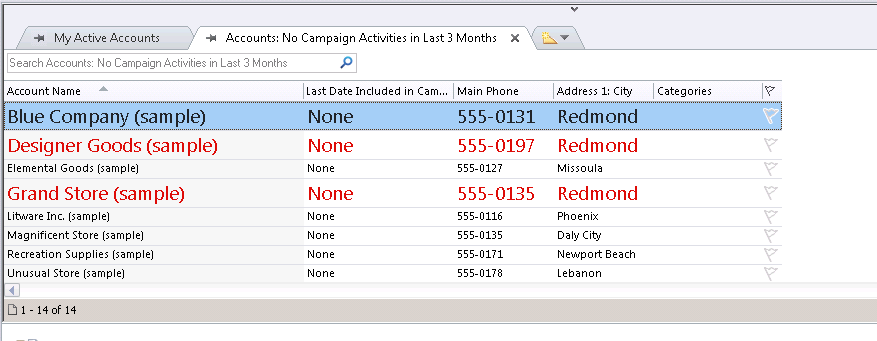 My Active Accounts Accounts: No Campaign Activities in Last 3 Months
Search Accounts: No Campaign Activities in Last 3 Months
Account Name Last Date Included in Cam... Main Phone Address 1: City Categories
Blue Company (sample) None 555-0131 Redmond
Designer Goods (sample) None 555-0197 Redmond
Elemental Goods (sample) None 555-0127 Missoula
Grand Store (sample) None 555-0135 Redmond
Litware Inc. (sample) None 555-0116 Phoenix
Magnificent Store (sample) None 555-0135 Daly City
Recreation Supplies (sample) None 555-0171 Newport Beach
Unusual Store (sample) None 555-0178 Lebanon
1 - 14 of 14